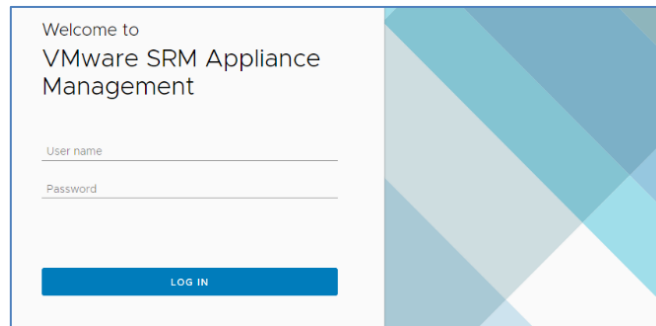 Welcome to
VMware SRM Appliance
Management
User name
Password
LOG IN